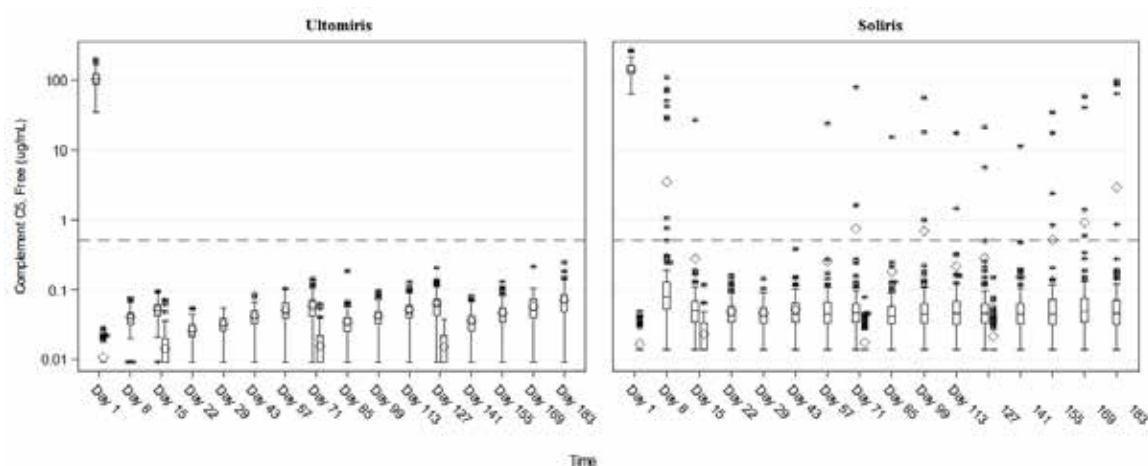 Ultomiris
Soliris
Complement C5, Free (ug/mL)
100
10
1
0.1
0.01
Day 1
Day 8
Day 15
Day 22
Day 29
Day 43
Day 57
Day 71
Day 85
Day 99
Day 113
Day 127
Day 141
Day 155
Day 169
Day 183
Day 1
Day 8
Day 15
Day 22
Day 29
Day 43
Day 57
Day 71
Day 85
Day 99
Day 113
127
141
155
169
183
Time